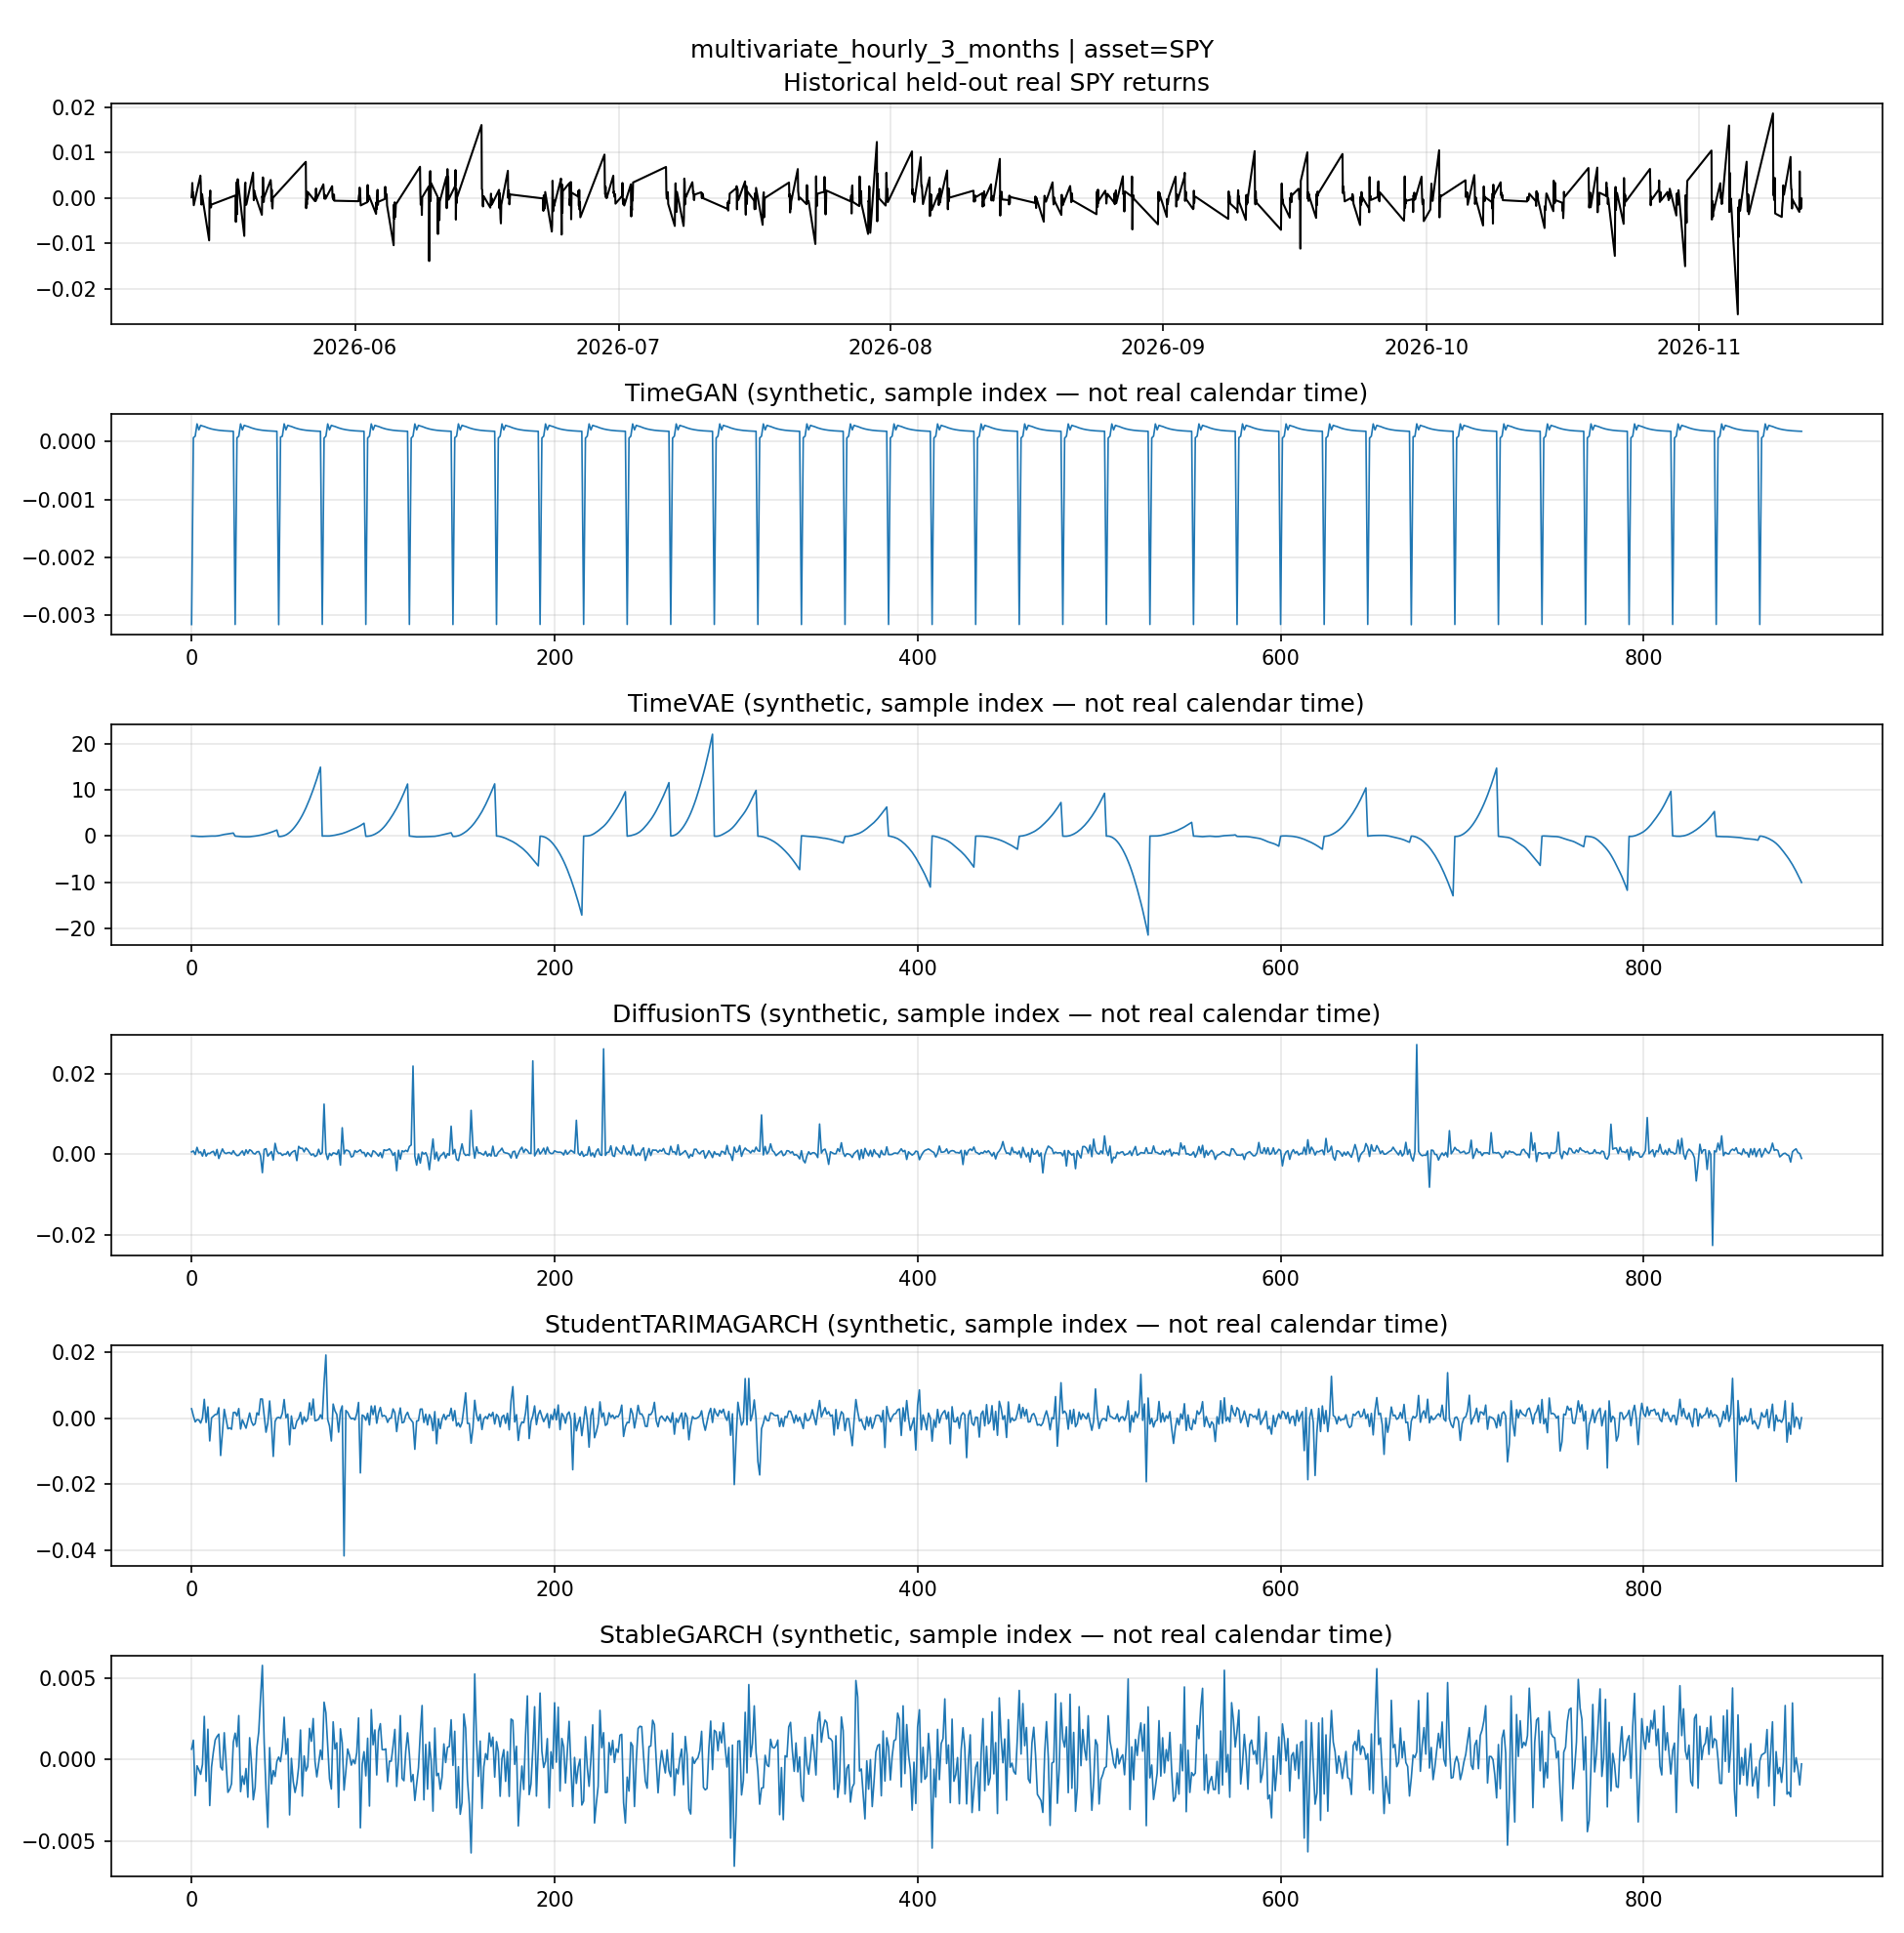 multivariate_hourly_3_months | asset=SPY
Historical held-out real SPY returns
0.02
0.01
0.00
−0.01
−0.02
2026-06 2026-07 2026-08 2026-09 2026-10 2026-11
TimeGAN (synthetic, sample index — not real calendar time)
0.000
−0.001
−0.002
−0.003
0 200 400 600 800
TimeVAE (synthetic, sample index — not real calendar time)
20
10
0
−10
−20
0 200 400 600 800
DiffusionTS (synthetic, sample index — not real calendar time)
0.02
0.00
−0.02
0 200 400 600 800
StudentTARIMAGARCH (synthetic, sample index — not real calendar time)
0.02
0.00
−0.02
−0.04
0 200 400 600 800
StableGARCH (synthetic, sample index — not real calendar time)
0.005
0.000
−0.005
0 200 400 600 800